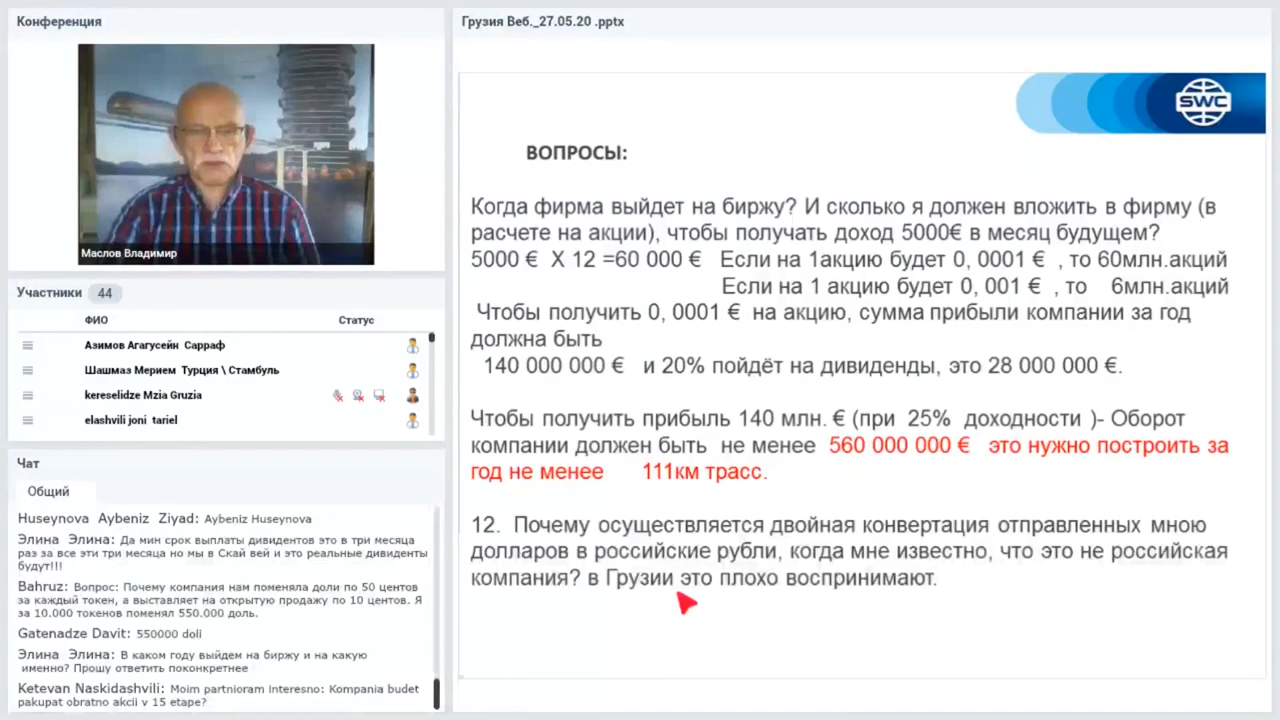 Конференция
Маслов Владимир
Участники 44
ФИО Статус
Азимов Агагусейн Сарраф
Шашмаз Мерием Турция \ Стамбуль
kereselidze Mzia Gruzia
elashvili joni tariel
Чат
Общий
Huseynova Aybeniz Ziyad: Aybeniz Huseynova
Элина Элина: Да мин срок выплаты дивидентов это в три месяца
раз за все эти три месяца но мы в Скай вей и это реальные дивиденты
будут!!!
Bahruz: Вопрос: Почему компания нам поменяла доли по 50 центов
за каждый токен, а выставляет на открытую продажу по 10 центов. Я
за 10.000 токенов поменял 550.000 доль.
Gatenadze Davit: 550000 doli
Элина Элина: В каком году выйдем на биржу и на какую
именно? Прошу ответить поконкретнее
Ketevan Naskidashvili: Moim partnioram interesno: Kompania budet
pakupat obratno akcii v 15 etape?
Грузия Веб._27.05.20 .pptx
SWC
ВОПРОСЫ:
Когда фирма выйдет на биржу? И сколько я должен вложить в фирму (в
расчете на акции), чтобы получать доход 5000€ в месяц будущем?
5000 € Х 12 =60 000 € Если на 1акцию будет 0, 0001 € , то 60млн.акций
Если на 1 акцию будет 0, 001 € , то 6млн.акций
Чтобы получить 0, 0001 € на акцию, сумма прибыли компании за год
должна быть
140 000 000 € и 20% пойдёт на дивиденды, это 28 000 000 €.
Чтобы получить прибыль 140 млн. € (при 25% доходности )- Оборот
компании должен быть не менее 560 000 000 € это нужно построить за
год не менее 111км трасс.
12. Почему осуществляется двойная конвертация отправленных мною
долларов в российские рубли, когда мне известно, что это не российская
компания? в Грузии это плохо воспринимают.